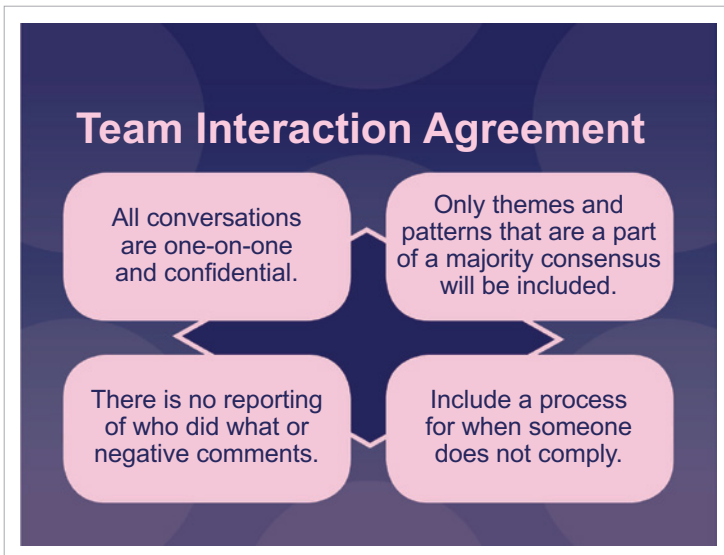 Team Interaction Agreement
All conversations
are one-on-one
and confidential.
Only themes and
patterns that are a part
of a majority consensus
will be included.
There is no reporting
of who did what or
negative comments.
Include a process
for when someone
does not comply.